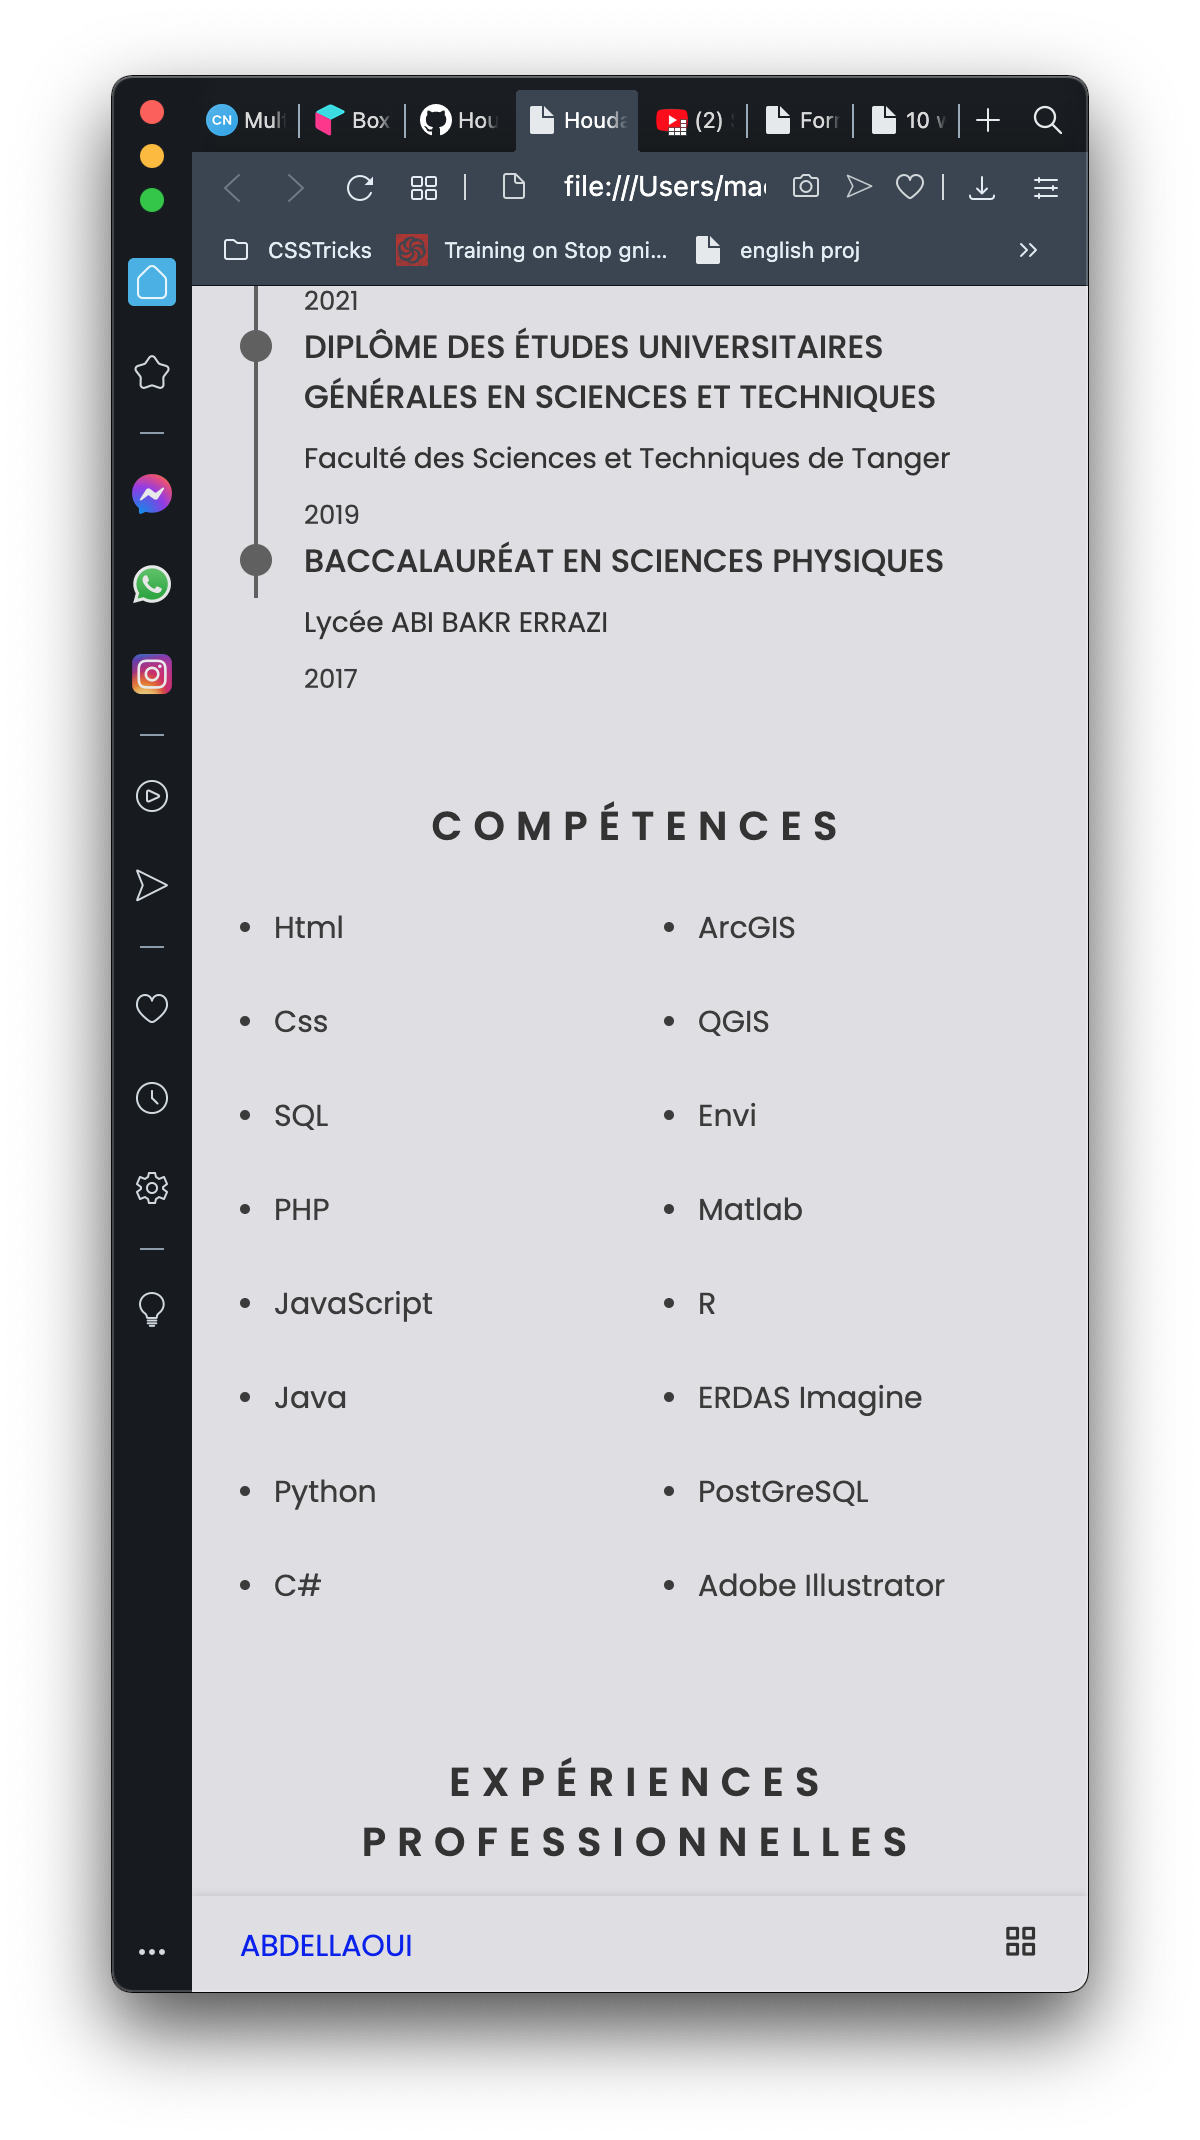 CN Mul
Box
Hou
Houda
(2)
For
10 w
file:///Users/mac
CSSTricks
Training on Stop gni...
english proj
2021
DIPLÔME DES ÉTUDES UNIVERSITAIRES
GÉNÉRALES EN SCIENCES ET TECHNIQUES
Faculté des Sciences et Techniques de Tanger
2019
BACCALAURÉAT EN SCIENCES PHYSIQUES
Lycée ABI BAKR ERRAZI
2017
COMPÉTENCES
• Html
• Css
• SQL
• PHP
• JavaScript
• Java
• Python
• C#
• ArcGIS
• QGIS
• Envi
• Matlab
• R
• ERDAS Imagine
• PostGreSQL
• Adobe Illustrator
EXPÉRIENCES
PROFESSIONNELLES
ABDELLAOUI